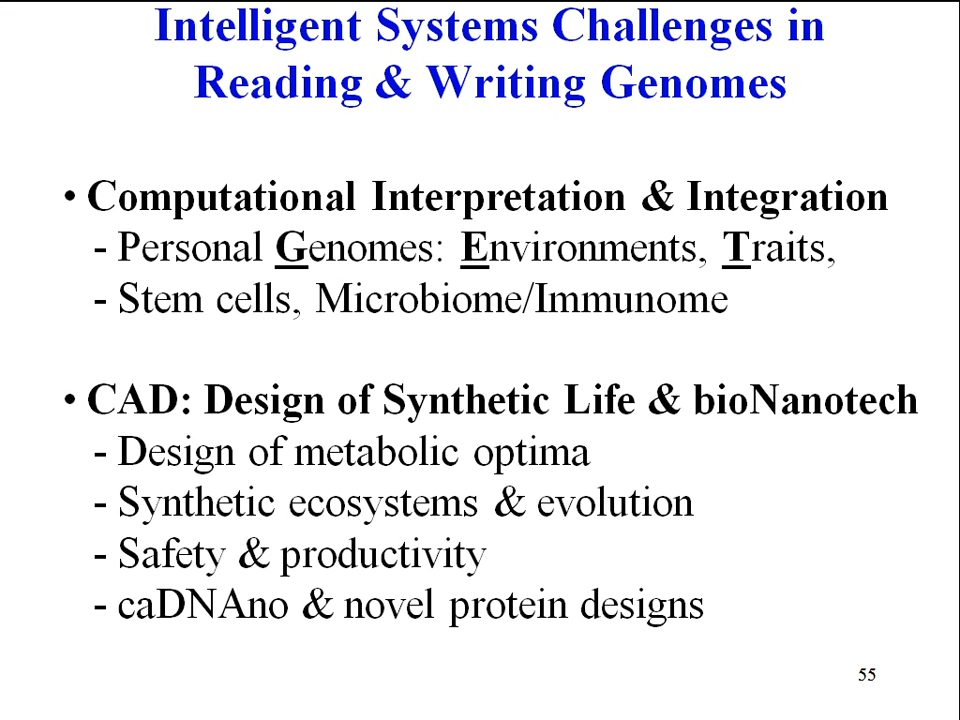 Intelligent Systems Challenges in
Reading & Writing Genomes
• Computational Interpretation & Integration
- Personal Genomes: Environments, Traits,
- Stem cells, Microbiome/Immunome
• CAD: Design of Synthetic Life & bioNanotech
- Design of metabolic optima
- Synthetic ecosystems & evolution
- Safety & productivity
- caDNAno & novel protein designs
55